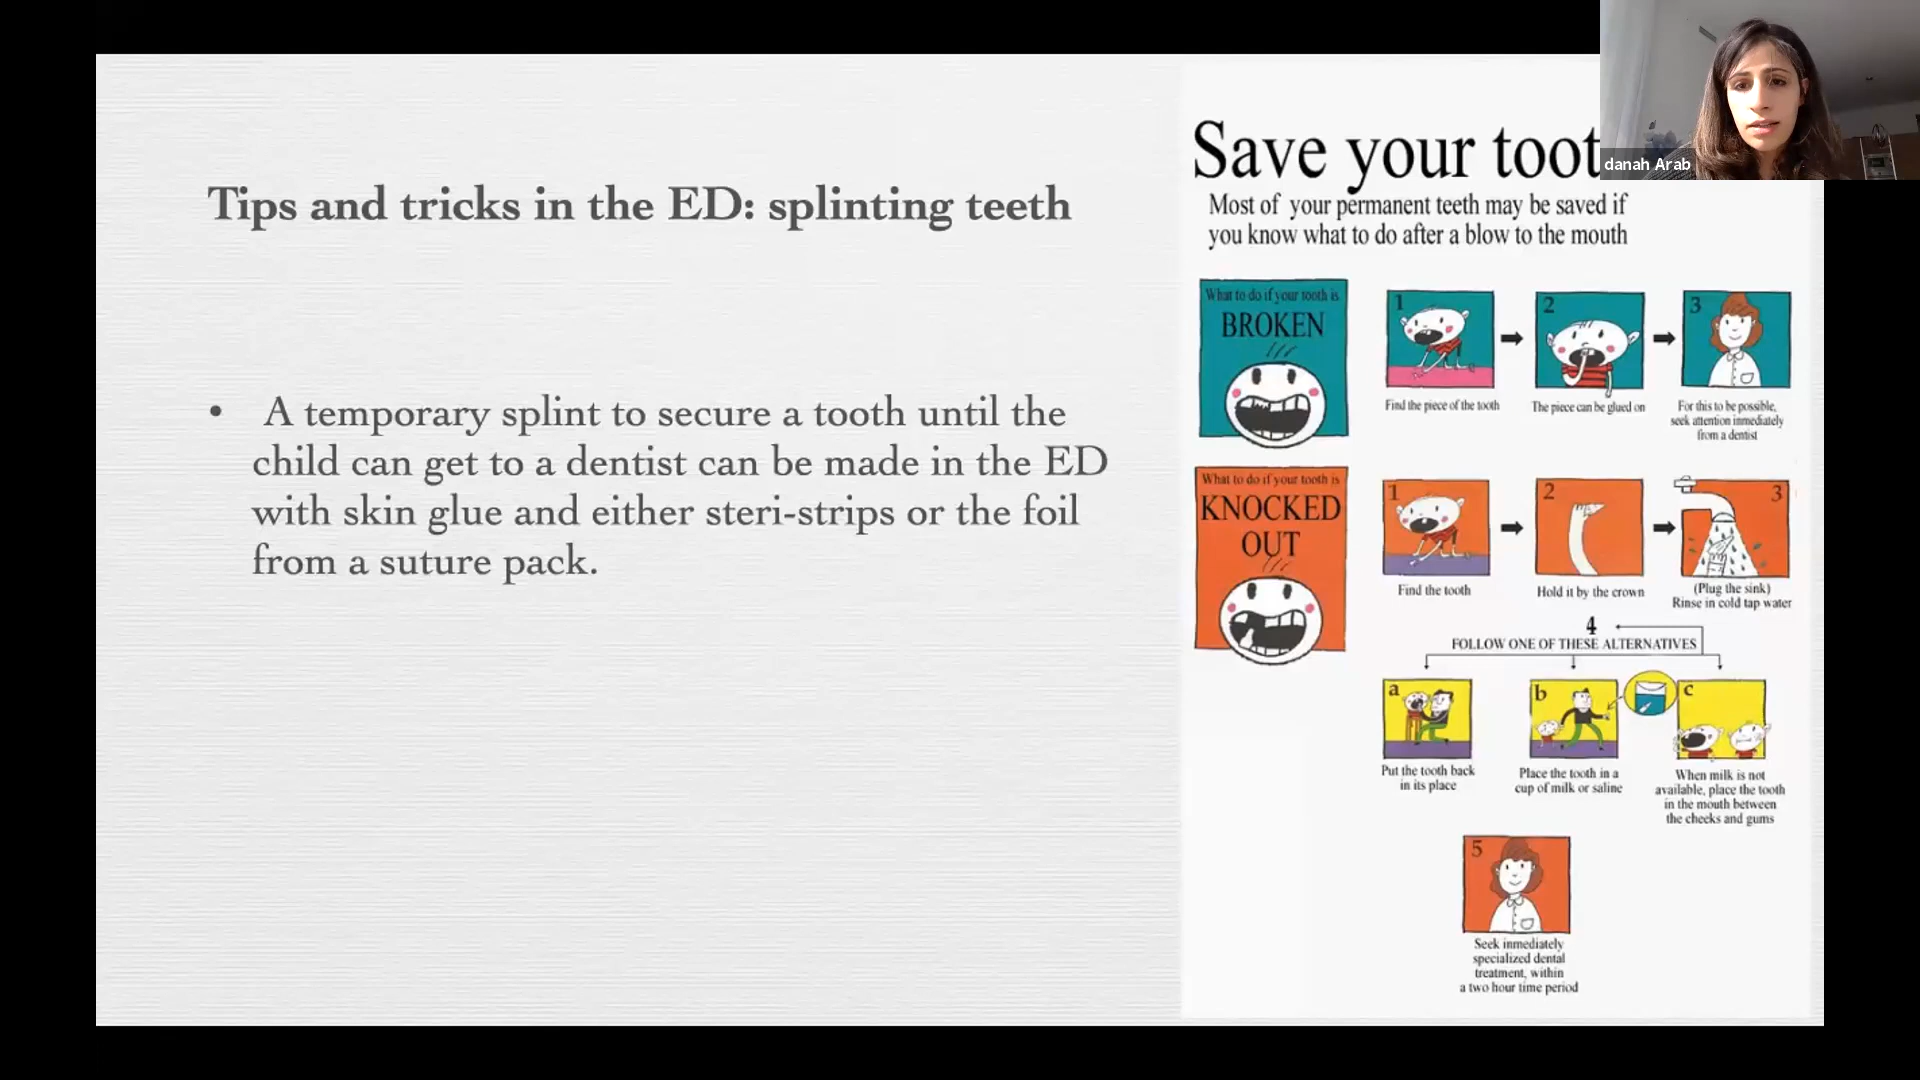 Tips and tricks in the ED: splinting teeth
• A temporary splint to secure a tooth until the
child can get to a dentist can be made in the ED
with skin glue and either steri-strips or the foil
from a suture pack.
Save your toot
Most of your permanent teeth may be saved if
you know what to do after a blow to the mouth
What to do if your tooth is
BROKEN
1
Find the piece of the tooth
2
The piece can be glued on
3
For this to be possible,
seek attention inmediately
from a dentist
What to do if your tooth is
KNOCKED
OUT
1
Find the tooth
2
Hold it by the crown
3
(Plug the sink)
Rinse in cold tap water
4
FOLLOW ONE OF THESE ALTERNATIVES
a
Put the tooth back
in its place
b
Place the tooth in a
cup of milk or saline
c
When milk is not
available, place the tooth
in the mouth between
the cheeks and gums
5
Seek inmediately
specialized dental
treatment, within
a two hour time period
danah Arab